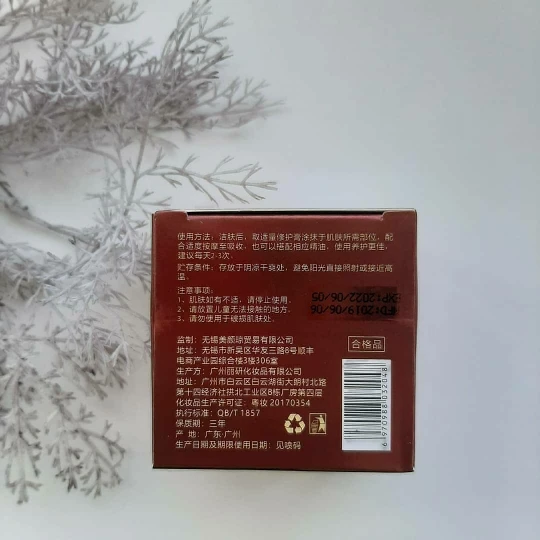 使用方法：洁肤后，取适量修护膏涂抹于肌肤所需部位，配
合适度按摩至吸收，也可以搭配相应精油，使用养护更佳，
建议每天2-3次。
贮存条件：存放于阴凉干爽处，避免阳光直接照射或接近高
温。
注意事项：
1、肌肤如有不适，请停止使用。
2、请放置儿童无法接触的地方。
3、请勿使用于破损肌肤处。
EXP:2022/06/05
MFD:2019/06/06
监制：无锡美颜琼贸易有限公司
地址：无锡市新吴区华友三路8号顺丰
电商产业园综合楼3楼306室
生产方：广州丽研化妆品有限公司
地址：广州市白云区白云湖街大朗村北路
第十四经济社拱北工业区B栋厂房第四层
化妆品生产许可证：粤妆 20170354
执行标准：QB/T 1857
保质期：三年
产 地：广东·广州
生产日期及期限使用日期：见喷码
合格品
6 970988 032048